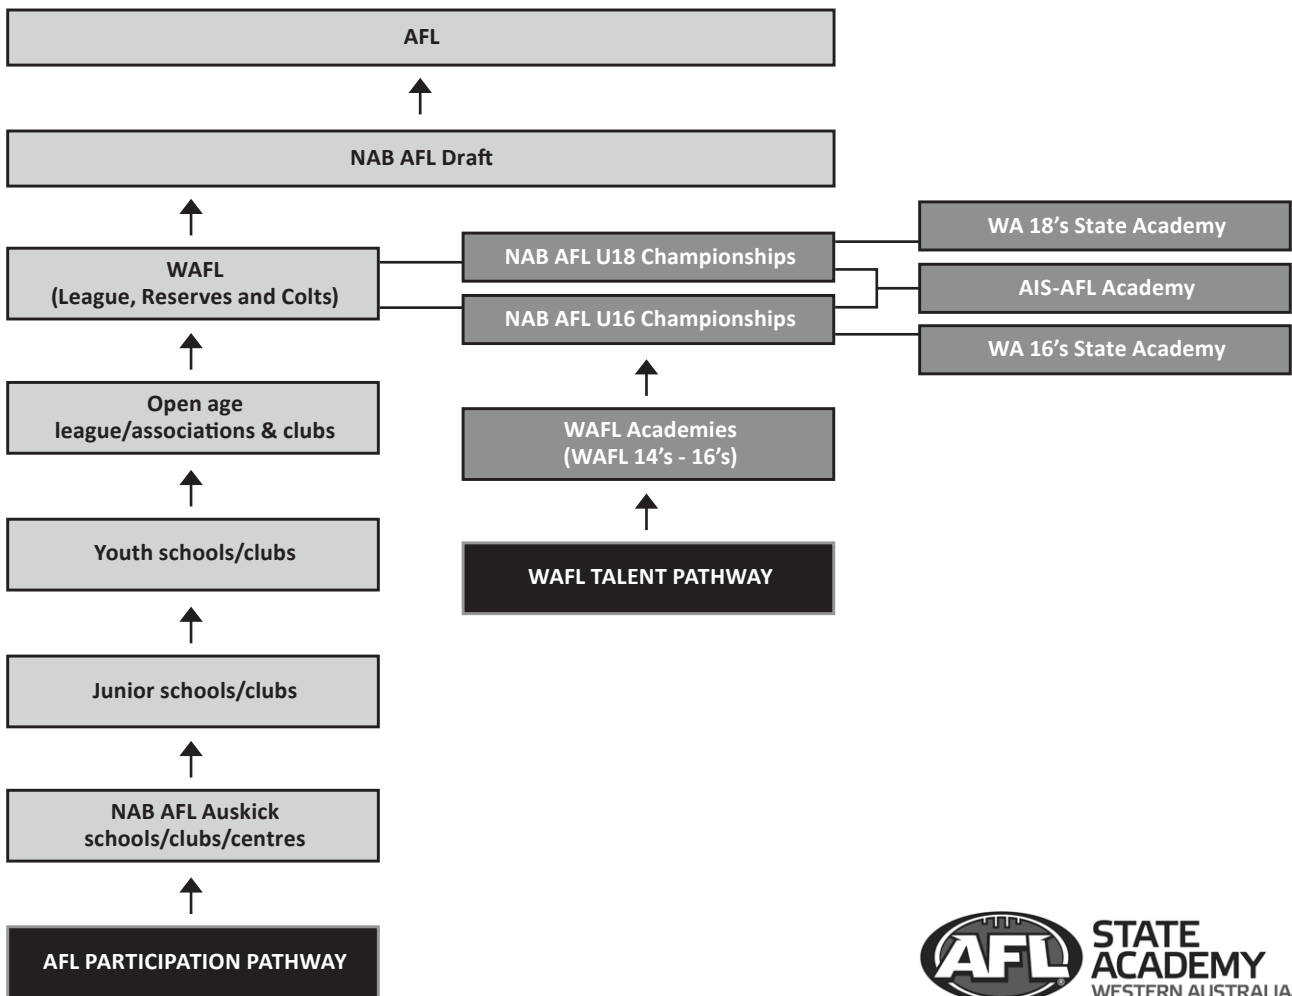 AFL
NAB AFL Draft
WAFL
(League, Reserves and Colts)
NAB AFL U18 Championships
NAB AFL U16 Championships
WA 18’s State Academy
AIS-AFL Academy
WA 16’s State Academy
Open age
league/associations & clubs
WAFL Academies
(WAFL 14’s - 16’s)
Youth schools/clubs
WAFL TALENT PATHWAY
Junior schools/clubs
NAB AFL Auskick
schools/clubs/centres
AFL PARTICIPATION PATHWAY
AFL
STATE
ACADEMY
WESTERN AUSTRALIA